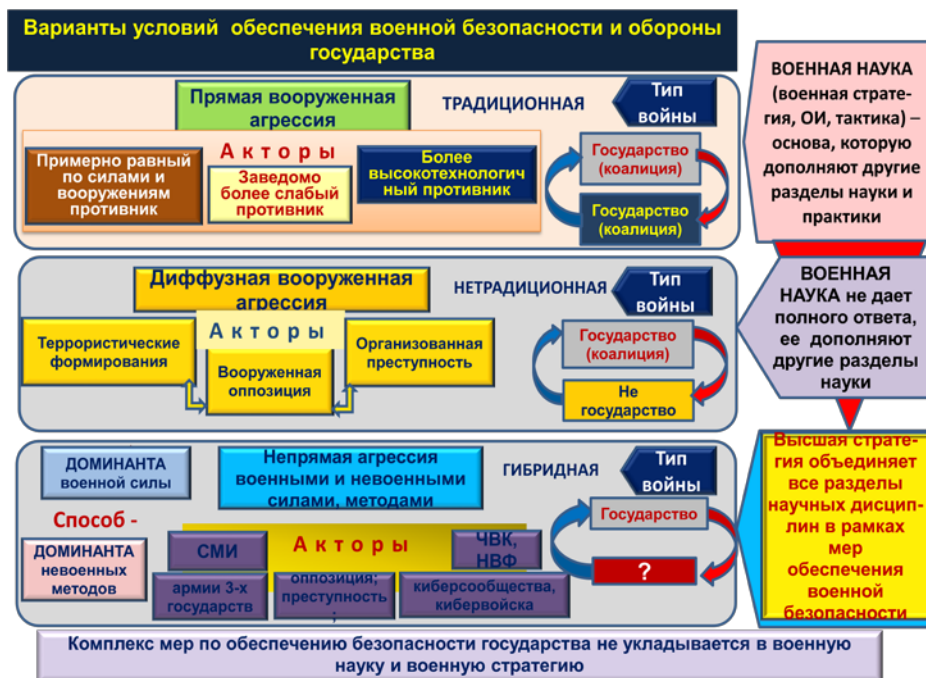 Варианты условий обеспечения военной безопасности и обороны
государства
Прямая вооруженная
агрессия
ТРАДИЦИОННАЯ
Тип
войны
Акторы
Примерно равный
по силами и
вооружениям
противник
Заведомо
более слабый
противник
Более
высокотехнологич
ный противник
Государство
(коалиция)
Государство
(коалиция)
ВОЕННАЯ НАУКА
(военная страте-
гия, ОИ, тактика) –
основа, которую
дополняют другие
разделы науки и
практики
Диффузная вооруженная
агрессия
НЕТРАДИЦИОННАЯ
Тип
войны
Акторы
Террористические
формирования
Вооруженная
оппозиция
Организованная
преступность
Государство
(коалиция)
Не
государство
ВОЕННАЯ
НАУКА не дает
полного ответа,
ее дополняют
другие разделы
науки
ДОМИНАНТА
военной силы
Непрямая агрессия
военными и невоенными
силами, методами
ГИБРИДНАЯ
Тип
войны
Способ -
ДОМИНАНТА
невоенных
методов
Акторы
СМИ
ЧВК,
НВФ
армии 3-х
государств
оппозиция;
преступность
;
киберсообщества,
кибервойска
Государство
?
Высшая страте-
гия объединяет
все разделы
научных дисцип-
лин в рамках
мер
обеспечения
военной
безопасности
Комплекс мер по обеспечению безопасности государства не укладывается в военную
науку и военную стратегию